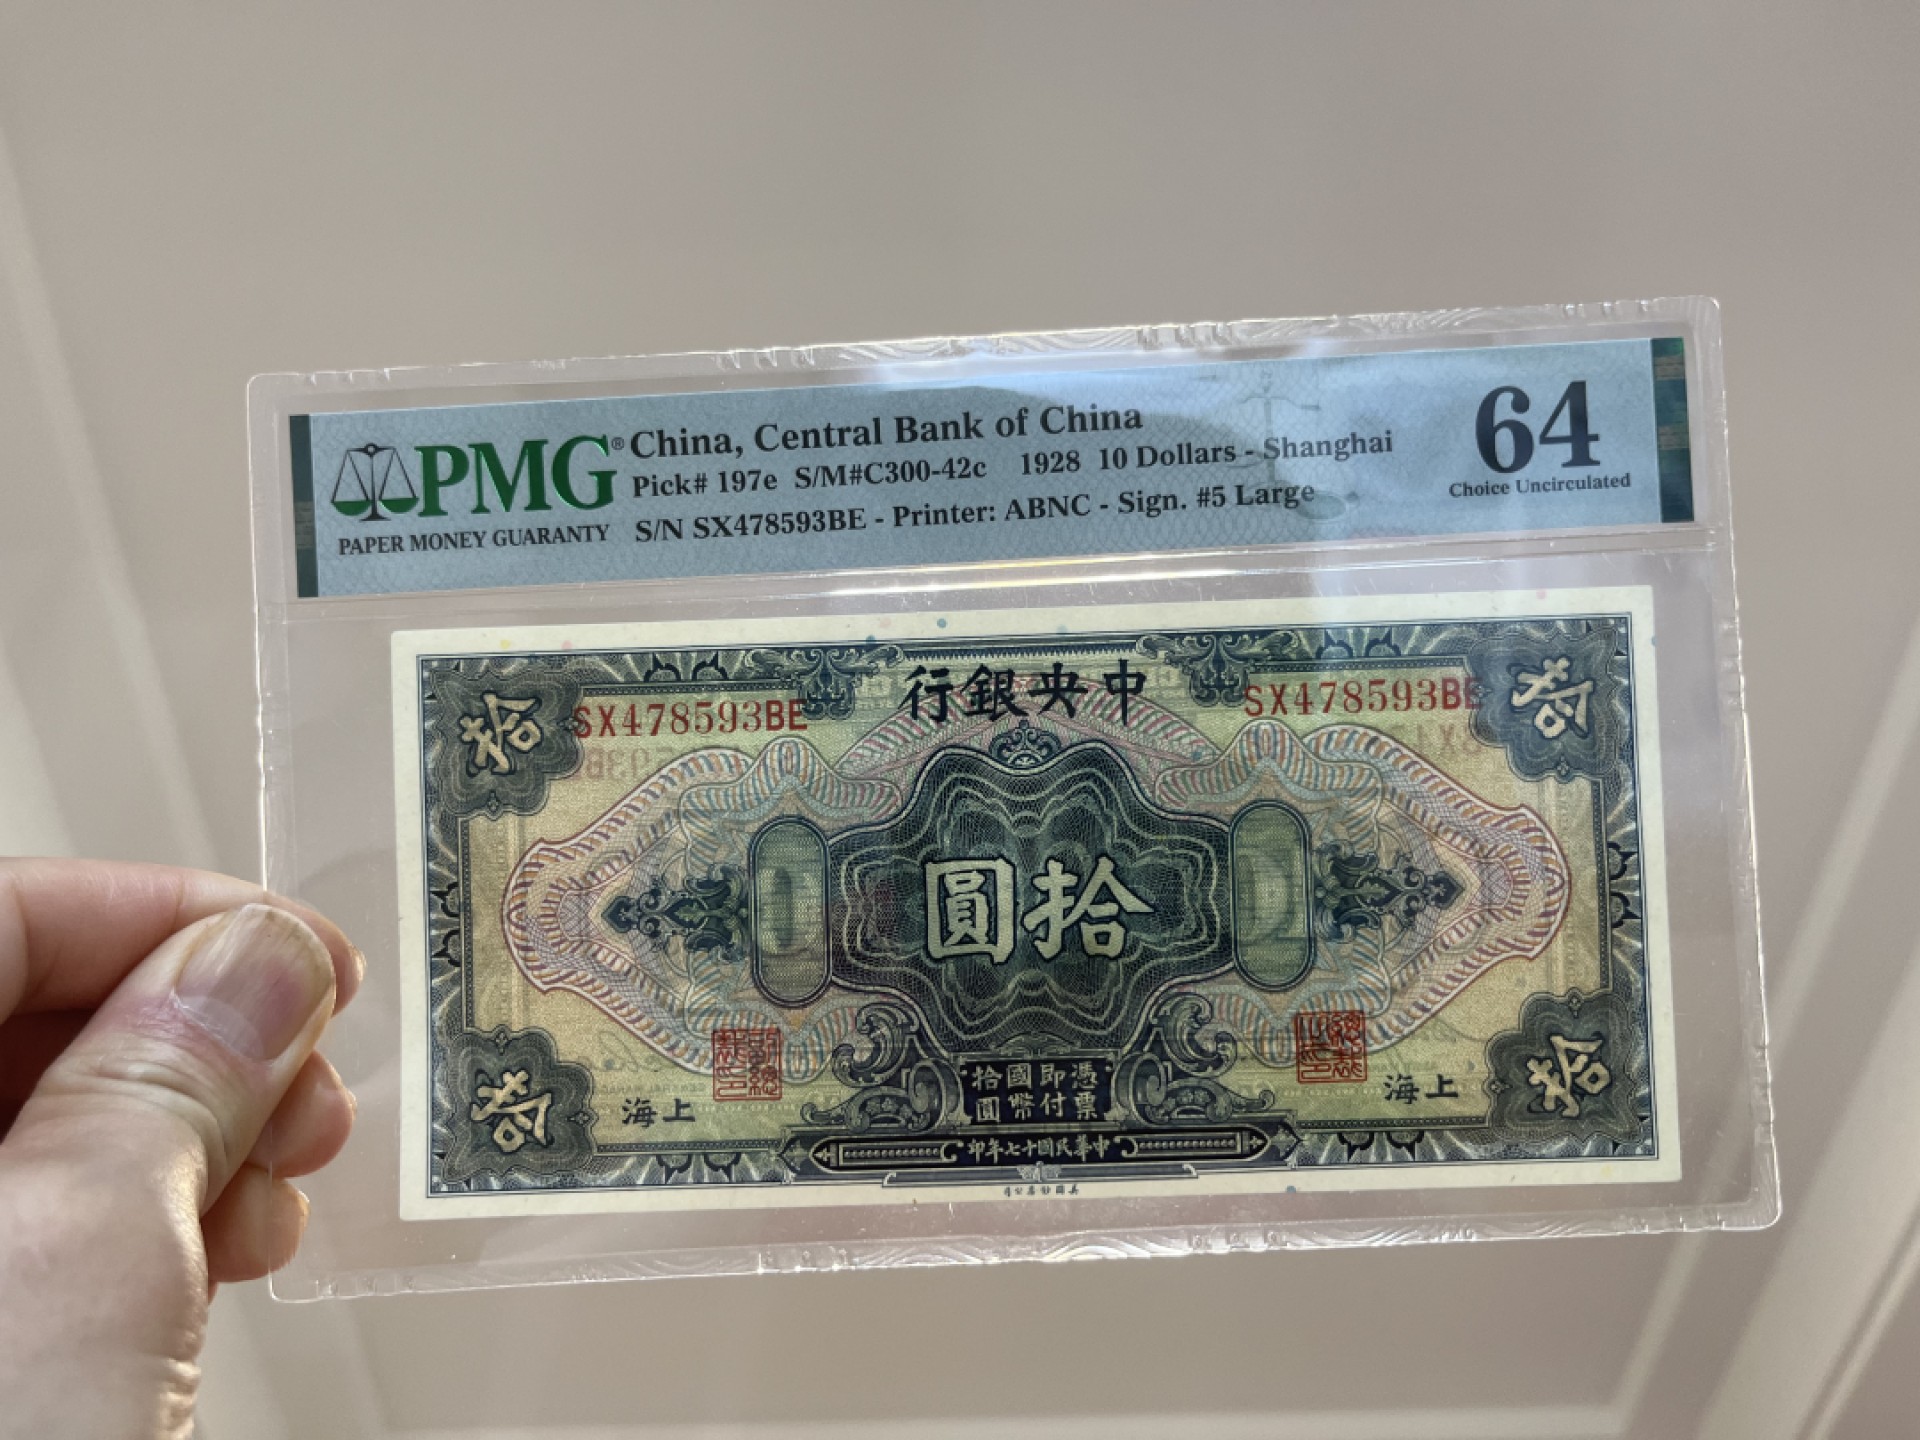 PMG®
PAPER MONEY GUARANTY
China, Central Bank of China
Pick# 197e S/M#C300-42c 1928 10 Dollars - Shanghai
S/N SX478593BE - Printer: ABNC - Sign. #5 Large
64
Choice Uncirculated
行銀央中
拾
SX478593BE
SX478593BE
拾
圓拾
拾國即憑
圓幣付票
海上
海上
拾
拾
印年七十國民華中